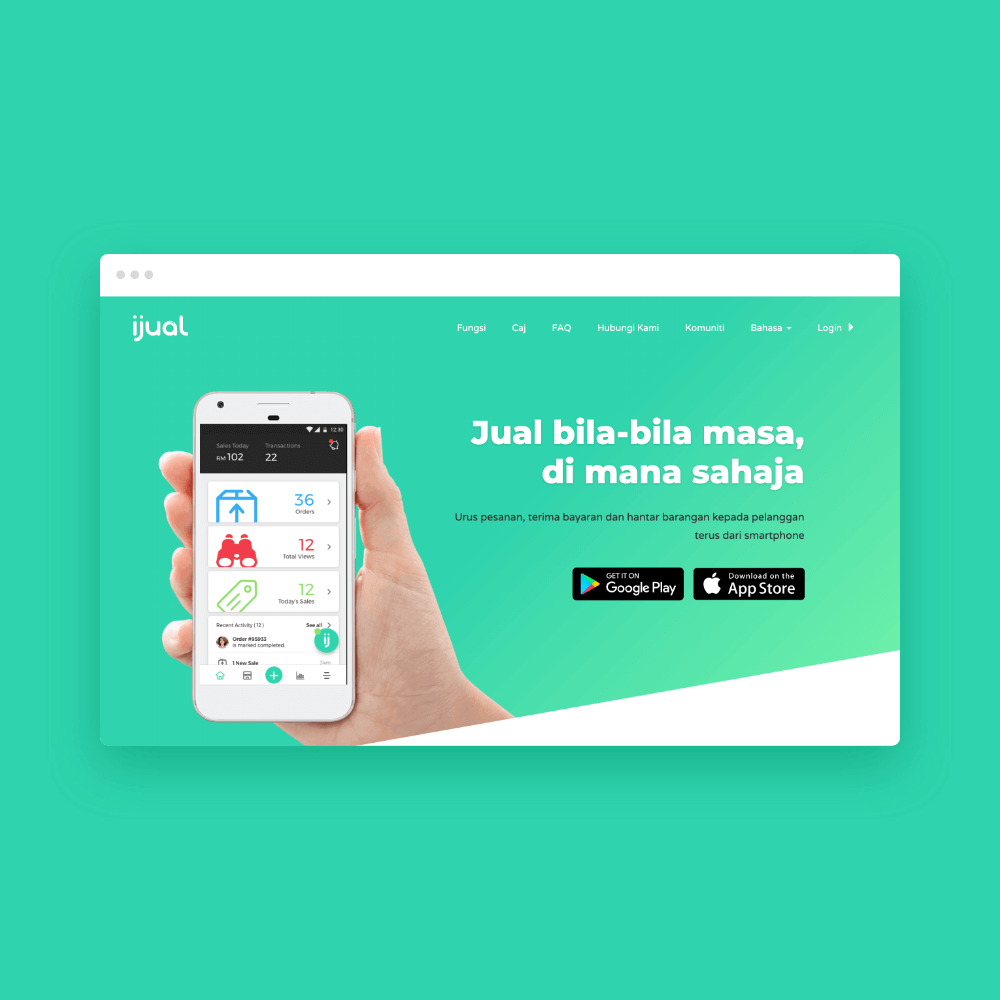 ijual
Fungsi
Caj
FAQ
Hubungi Kami
Komuniti
Bahasa
Login
12:30
Sales Today
Transactions
RM 102
22
36
Orders
12
Total Views
12
Today's Sales
Recent Activity (12)
See all
Order #95933
is marked completed.
ij
1 New Sale
Jual bila-bila masa,
di mana sahaja
Urus pesanan, terima bayaran dan hantar barangan kepada pelanggan
terus dari smartphone
GET IT ON
Google Play
Download on the
App Store